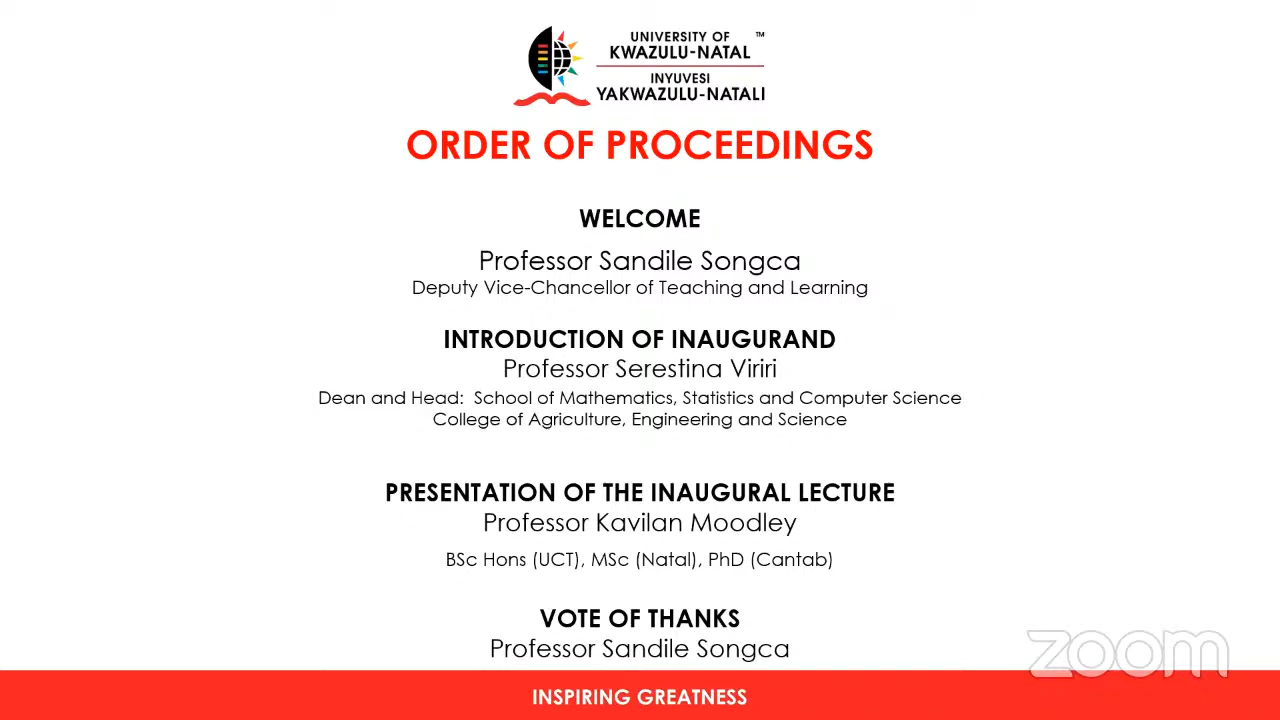 UNIVERSITY OF ™
KWAZULU-NATAL
INYUVESI
YAKWAZULU-NATALI
ORDER OF PROCEEDINGS
WELCOME
Professor Sandile Songca
Deputy Vice-Chancellor of Teaching and Learning
INTRODUCTION OF INAUGURAND
Professor Serestina Viriri
Dean and Head: School of Mathematics, Statistics and Computer Science
College of Agriculture, Engineering and Science
PRESENTATION OF THE INAUGURAL LECTURE
Professor Kavilan Moodley
BSc Hons (UCT), MSc (Natal), PhD (Cantab)
VOTE OF THANKS
Professor Sandile Songca
zoom
INSPIRING GREATNESS